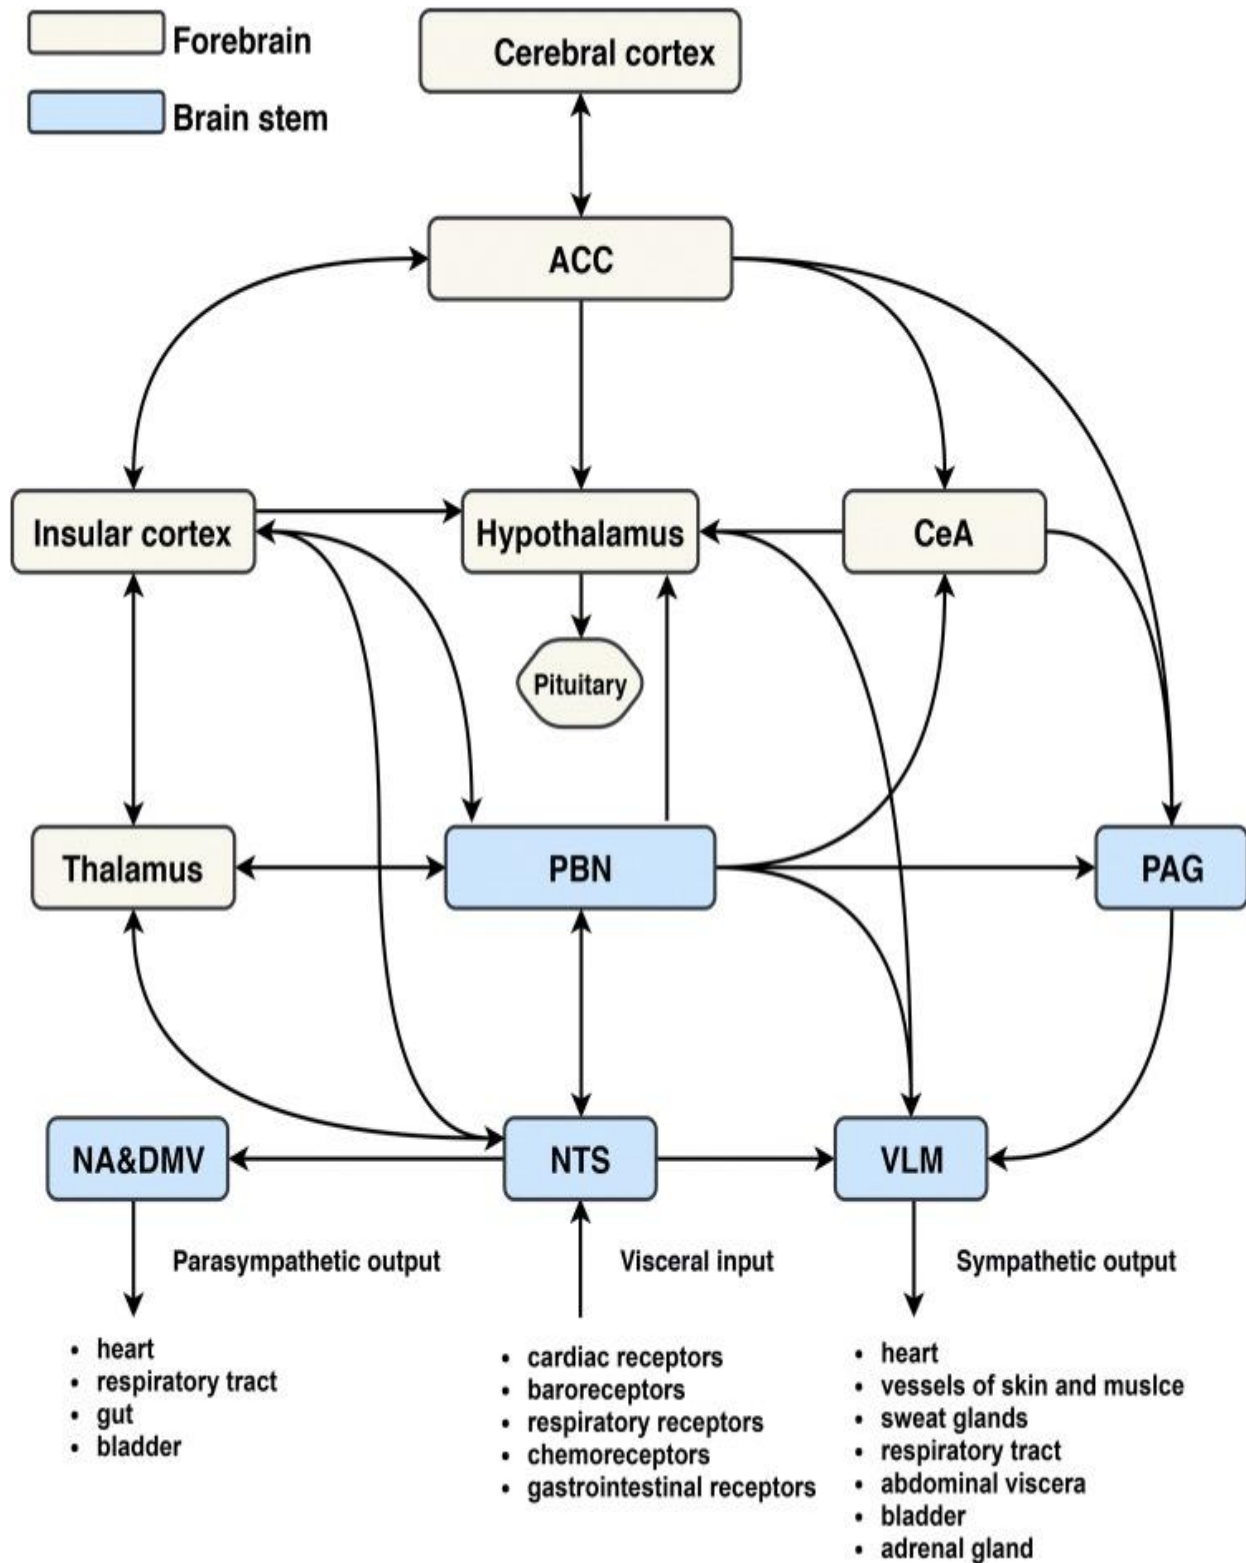 Forebrain
Brain stem
Cerebral cortex
ACC
Insular cortex
Hypothalamus
CeA
Pituitary
Thalamus
PBN
PAG
NA&DMV
NTS
VLM
Parasympathetic output
Visceral input
Sympathetic output
• heart
• respiratory tract
• gut
• bladder
• cardiac receptors
• baroreceptors
• respiratory receptors
• chemoreceptors
• gastrointestinal receptors
• heart
• vessels of skin and muslce
• sweat glands
• respiratory tract
• abdominal viscera
• bladder
• adrenal gland